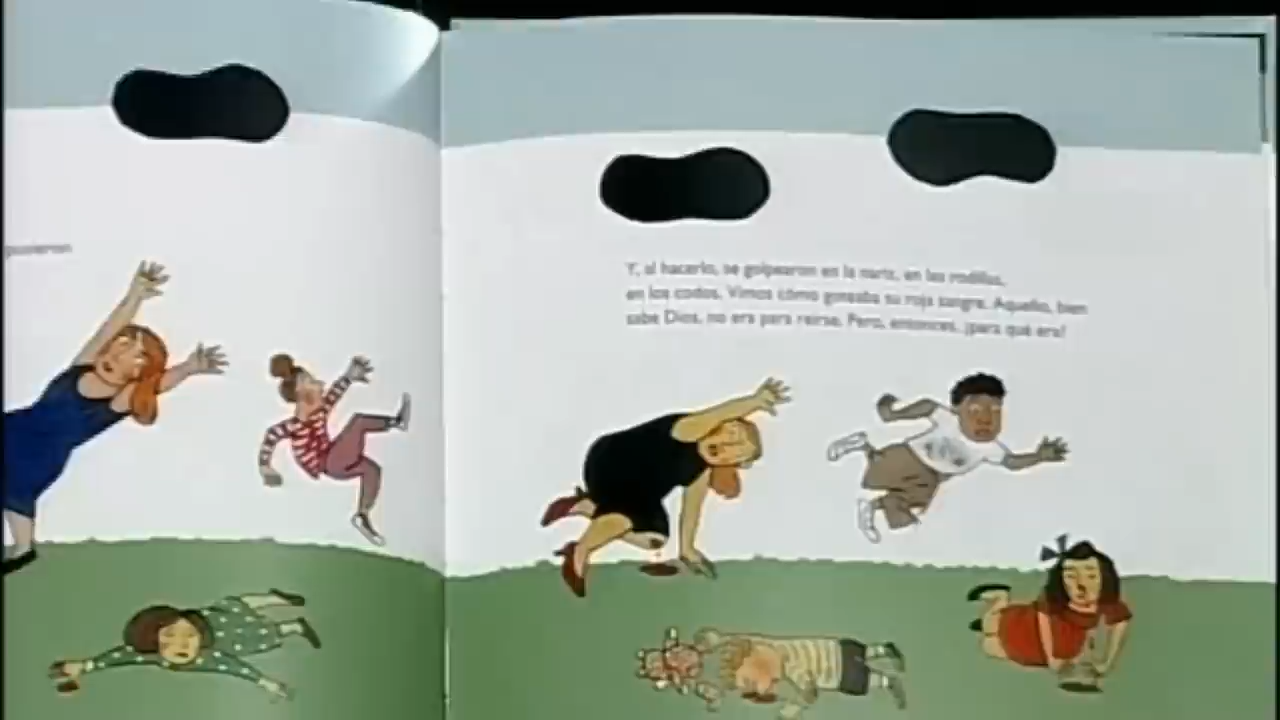 pusieron
Y, al hacerlo, se golpearon en la nariz, en las rodillas,
en los codos. Vimos cómo goteaba su roja sangre. Aquello, bien
sabe Dios, no era para reírse. Pero, entonces, ¿para qué era?